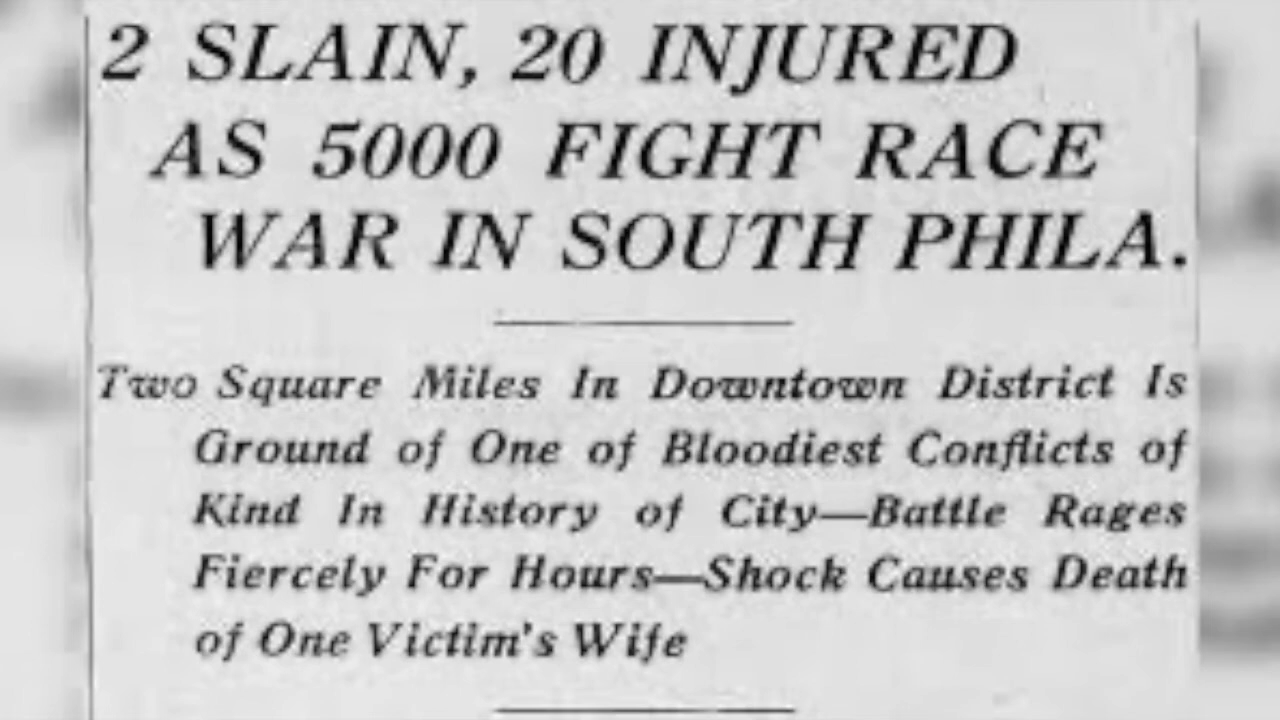 2 SLAIN, 20 INJURED
AS 5000 FIGHT RACE
WAR IN SOUTH PHILA.
Two Square Miles In Downtown District Is
Ground of One of Bloodiest Conflicts of
Kind In History of City—Battle Rages
Fiercely For Hours—Shock Causes Death
of One Victim's Wife